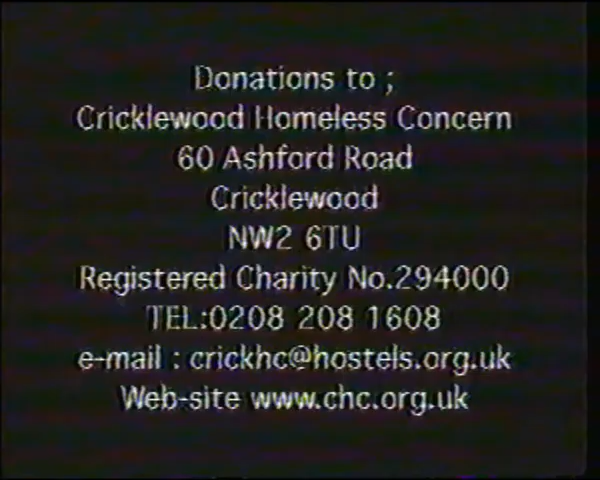 Donations to ;
Cricklewood Homeless Concern
60 Ashford Road
Cricklewood
NW2 6TU
Registered Charity No.294000
TEL:0208 208 1608
e-mail : crickhc@hostels.org.uk
Web-site www.chc.org.uk